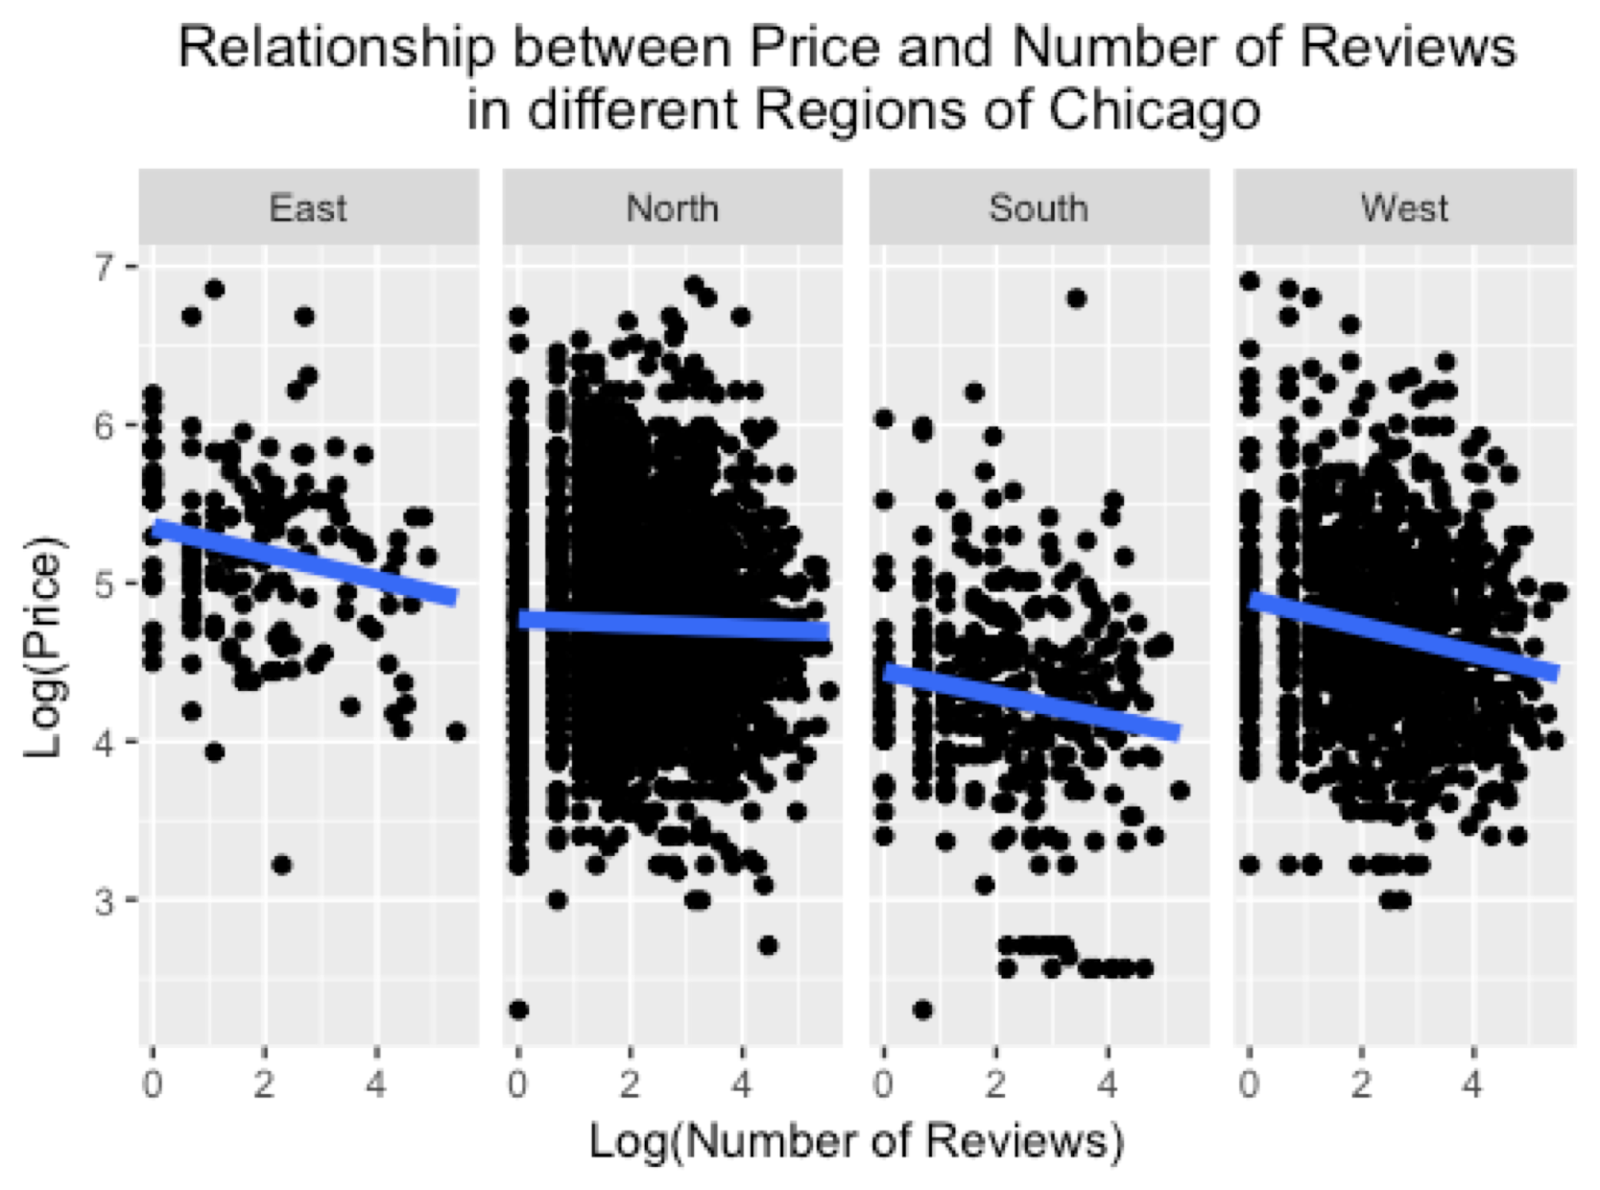 Relationship between Price and Number of Reviews
in different Regions of Chicago
East North South West
7
6
5
4
3
Log(Price)
0 2 4 0 2 4 0 2 4 0 2 4
Log(Number of Reviews)